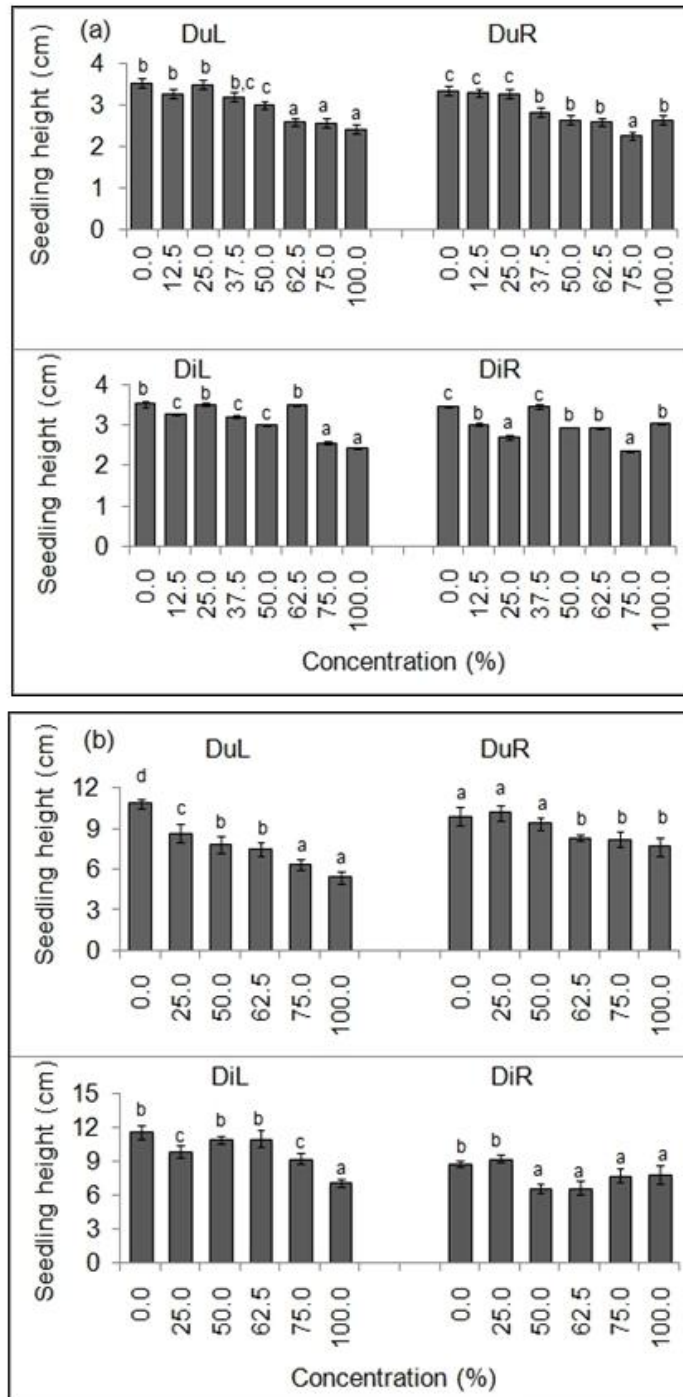 (a)
DuL DuR
Seedling height (cm)
4
3
2
1
0
b b b b,c c a a a c c c b b b a b
0.0 12.5 25.0 37.5 50.0 62.5 75.0 100.0 0.0 12.5 25.0 37.5 50.0 62.5 75.0 100.0
DiL DiR
Seedling height (cm)
4
3
2
1
0
b c b c c b a a c b a c b b a b
0.0 12.5 25.0 37.5 50.0 62.5 75.0 100.0 0.0 12.5 25.0 37.5 50.0 62.5 75.0 100.0
Concentration (%)
(b)
DuL DuR
Seedling height (cm)
12
9
6
3
0
d c b b a a a a a b b b
0.0 25.0 50.0 62.5 75.0 100.0 0.0 25.0 50.0 62.5 75.0 100.0
DiL DiR
Seedling height (cm)
15
12
9
6
3
0
b c b b c a b b a a a a
0.0 25.0 50.0 62.5 75.0 100.0 0.0 25.0 50.0 62.5 75.0 100.0
Concentration (%)